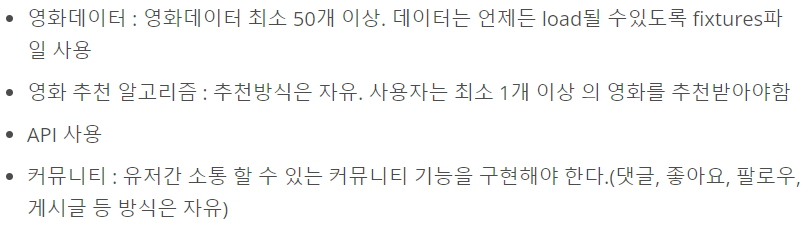 • 영화데이터 : 영화데이터 최소 50개 이상. 데이터는 언제든 load될 수있도록 fixtures파
일 사용
• 영화 추천 알고리즘 : 추천방식은 자유. 사용자는 최소 1개 이상 의 영화를 추천받아야함
• API 사용
• 커뮤니티 : 유저간 소통 할 수 있는 커뮤니티 기능을 구현해야 한다.(댓글, 좋아요, 팔로우,
게시글 등 방식은 자유)